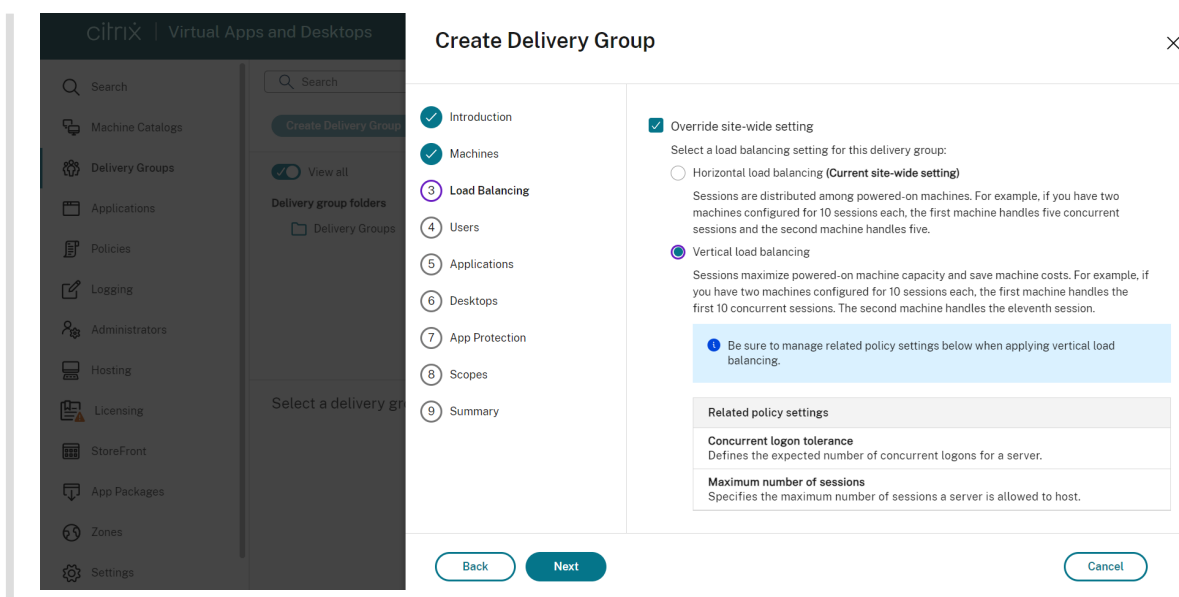 citrix | Virtual Apps and Desktops
Search
Machine Catalogs
Delivery Groups
Applications
Policies
Logging
Administrators
Hosting
Licensing
StoreFront
App Packages
Zones
Settings
Search
Create Delivery Group
View all
Delivery group folders
Delivery Groups
Select a delivery gr
Create Delivery Group
Introduction
Machines
3 Load Balancing
4 Users
5 Applications
6 Desktops
7 App Protection
8 Scopes
9 Summary
Override site-wide setting
Select a load balancing setting for this delivery group:
Horizontal load balancing (Current site-wide setting)
Sessions are distributed among powered-on machines. For example, if you have two
machines configured for 10 sessions each, the first machine handles five concurrent
sessions and the second machine handles five.
Vertical load balancing
Sessions maximize powered-on machine capacity and save machine costs. For example, if
you have two machines configured for 10 sessions each, the first machine handles the
first 10 concurrent sessions. The second machine handles the eleventh session.
Be sure to manage related policy settings below when applying vertical load
balancing.
Related policy settings
Concurrent logon tolerance
Defines the expected number of concurrent logons for a server.
Maximum number of sessions
Specifies the maximum number of sessions a server is allowed to host.
Back
Next
Cancel